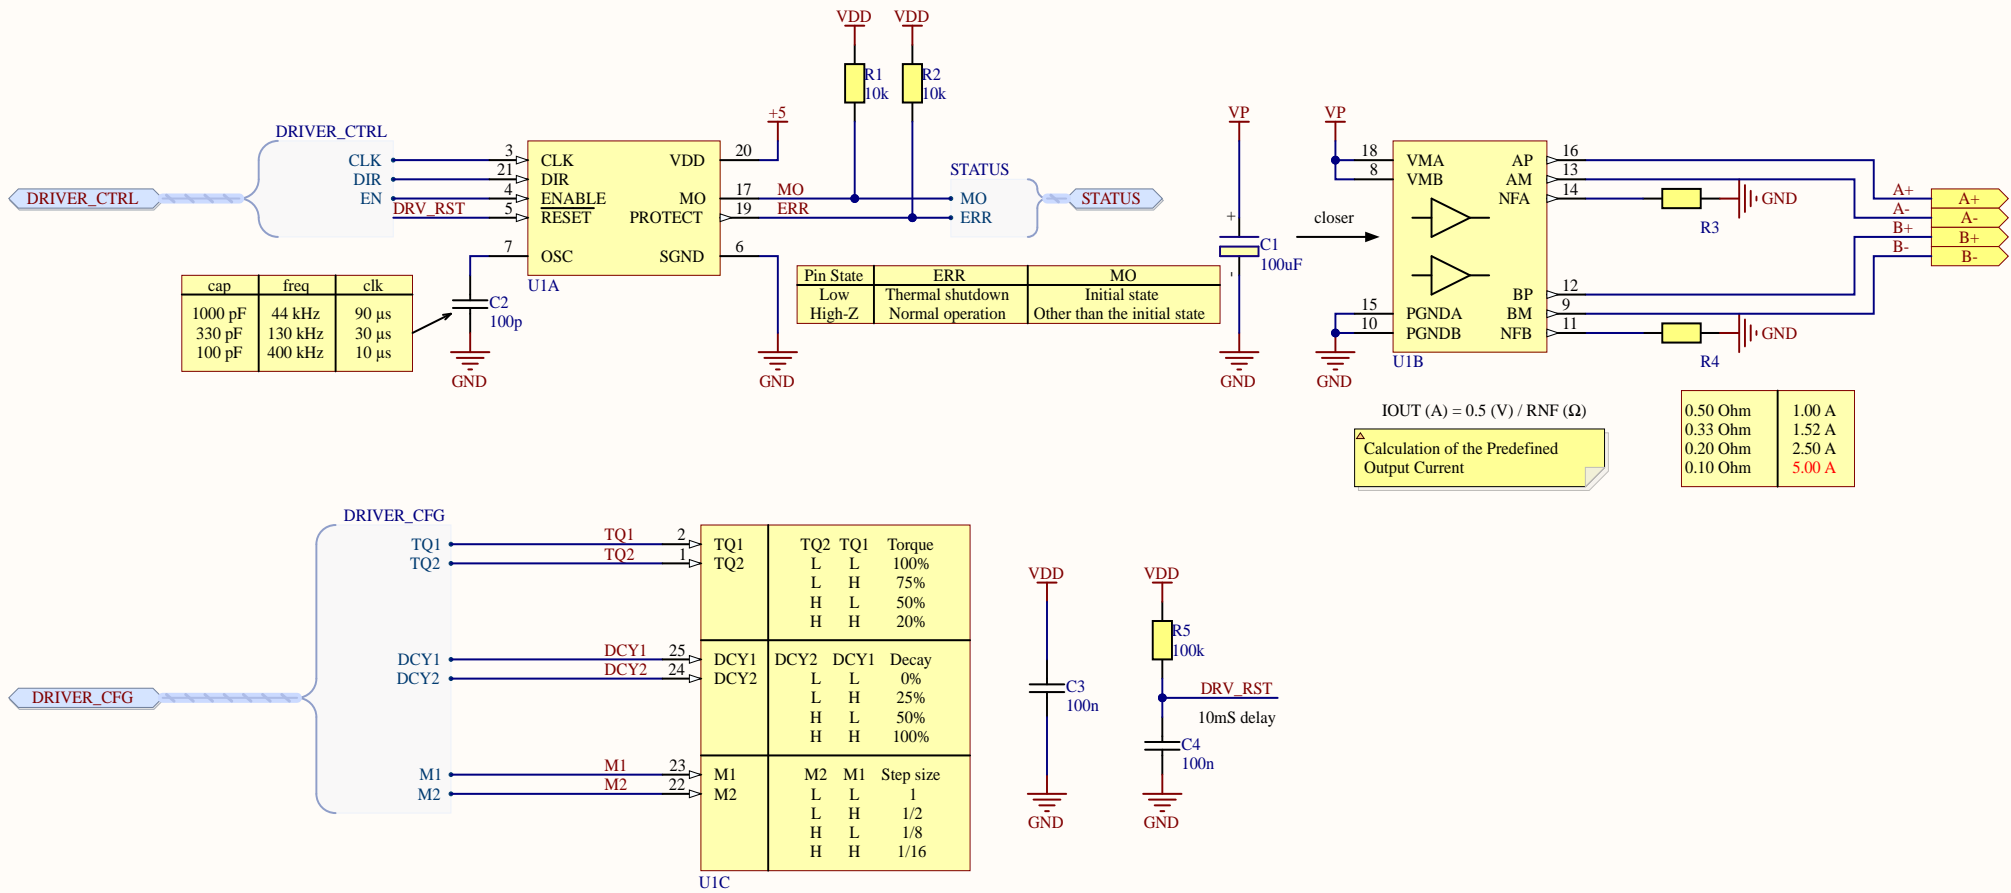 VDD VDD
R1 10k
R2 10k
+5
VP
VP
DRIVER_CTRL
DRIVER_CTRL
CLK 3 CLK VDD 20
DIR 21 DIR
EN 4 ENABLE MO 17 MO
DRV_RST 5 RESET PROTECT 19 ERR
7 OSC SGND 6
U1A
STATUS
MO
ERR
STATUS
C2
100p
GND
GND
cap freq clk
1000 pF 44 kHz 90 µs
330 pF 130 kHz 30 µs
100 pF 400 kHz 10 µs
Pin State ERR MO
Low Thermal shutdown Initial state
High-Z Normal operation Other than the initial state
+
C1
100uF
-
GND
closer
18 VMA AP 16
8 VMB AM 13
NFA 14
R3
GND
BP 12
15 PGNDA BM 9
10 PGNDB NFB 11
U1B
GND
R4
GND
A+ A+
A- A-
B+ B+
B- B-
IOUT (A) = 0.5 (V) / RNF (Ω)
Calculation of the Predefined
Output Current
0.50 Ohm 1.00 A
0.33 Ohm 1.52 A
0.20 Ohm 2.50 A
0.10 Ohm 5.00 A
DRIVER_CFG
DRIVER_CFG
TQ1 TQ1 2 TQ1
TQ2 TQ2 1 TQ2
DCY1 DCY1 25 DCY1
DCY2 DCY2 24 DCY2
M1 M1 23 M1
M2 M2 22 M2
TQ2 TQ1 Torque
L L 100%
L H 75%
H L 50%
H H 20%
DCY2 DCY1 Decay
L L 0%
L H 25%
H L 50%
H H 100%
M2 M1 Step size
L L 1
L H 1/2
H L 1/8
H H 1/16
U1C
VDD
C3
100n
GND
VDD
R5
100k
DRV_RST
10mS delay
C4
100n
GND